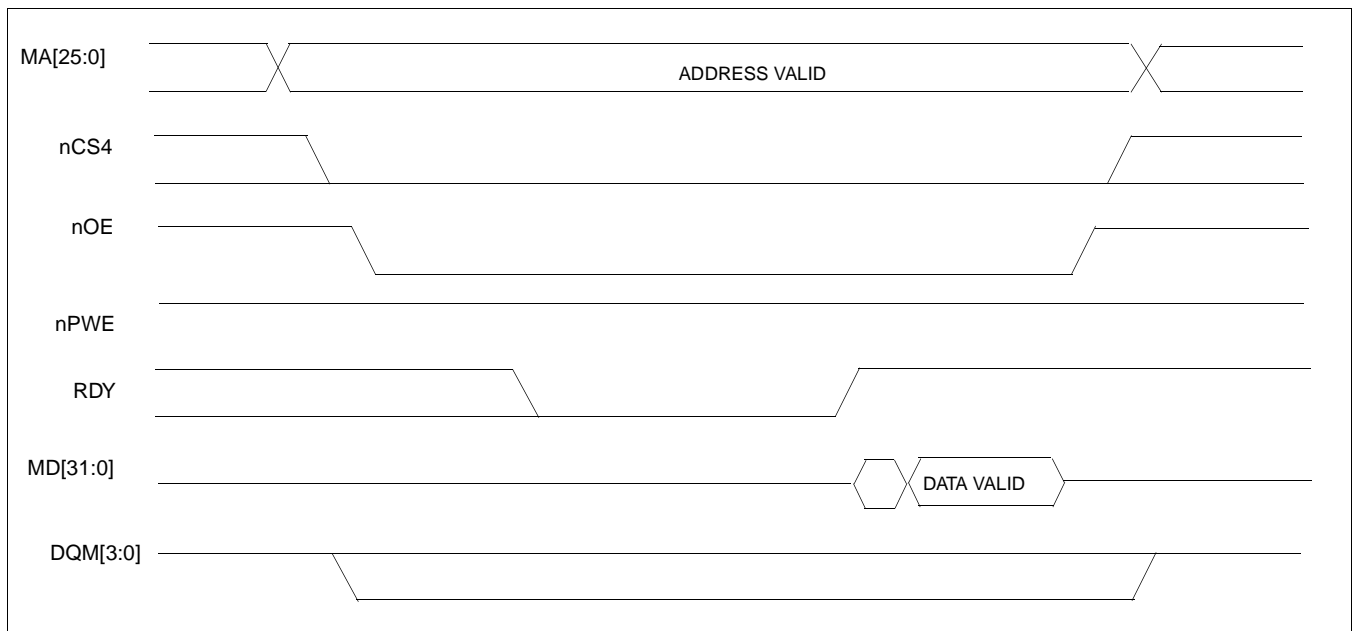 MA[25:0]
ADDRESS VALID
nCS4
nOE
nPWE
RDY
MD[31:0]
DATA VALID
DQM[3:0]